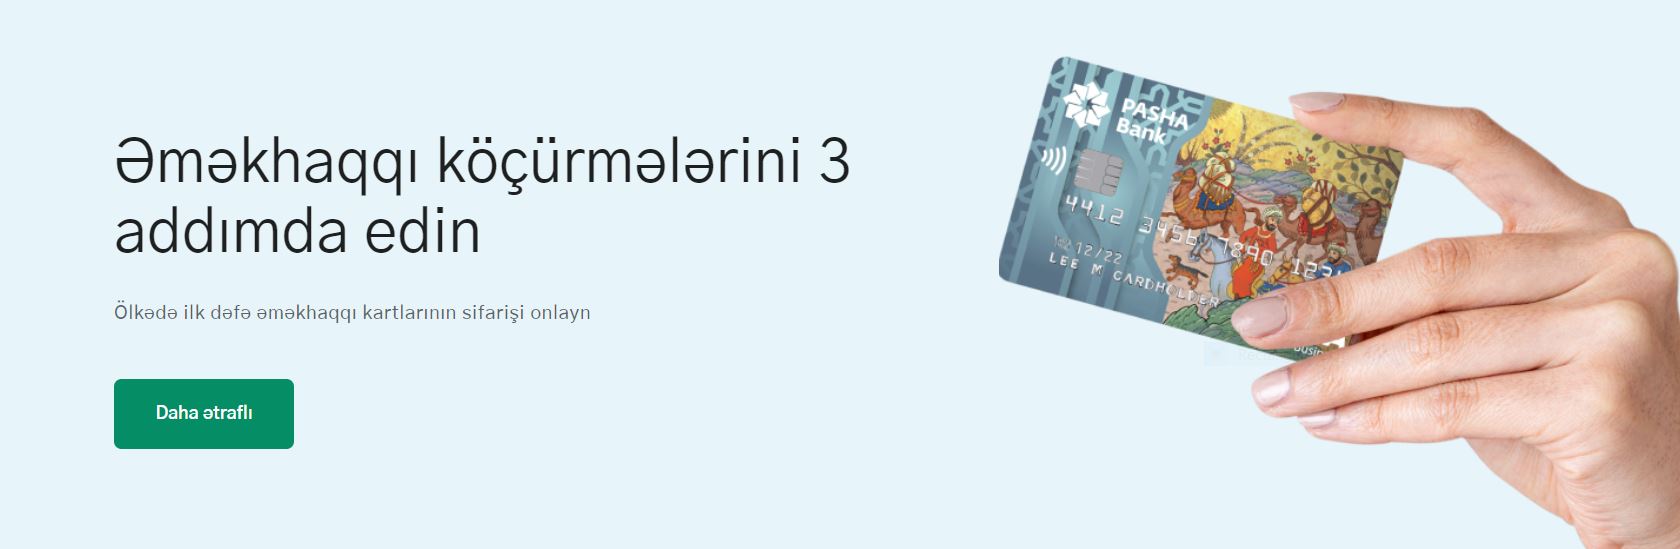 Əməkhaqqı köçürmələrini 3
addımda edin
Ölkədə ilk dəfə əməkhaqqı kartlarının sifarişi onlayn
Daha ətraflı
PASHA
Bank
4412 3456 7890
12/22
LEE M CARDHOLDER